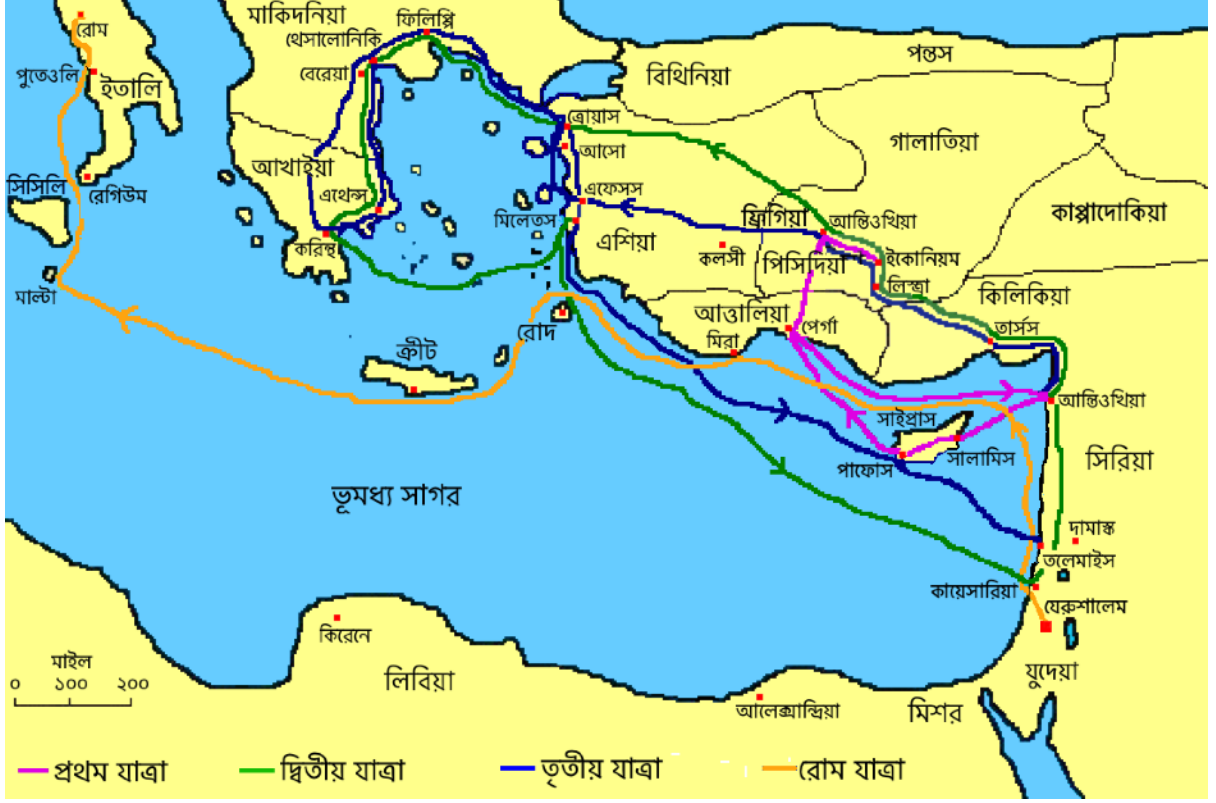 রোম
মাকিদনিয়া
ফিলিপ্পি
থেসালোনিকি
পন্তস
পুতেওলি
ইতালি
বেরেয়া
বিথিনিয়া
ত্রোয়াস
গালাতিয়া
আসো
আখাইয়া
সিসিলি
রেগিউম
এথেন্স
এফেসস
ফ্রিগিয়া
আন্তিওখিয়া
কাপ্পাদোকিয়া
মিলেতস
এশিয়া
করিন্থ
কলসী
পিসিদিয়া
ইকোনিয়ম
লিস্ত্রা
মাল্টা
কিলিকিয়া
আত্তালিয়া
পের্গা
রোদ
মিরা
তার্সস
ক্রীট
আন্তিওখিয়া
সাইপ্রাস
সালামিস
সিরিয়া
পাফোস
ভূমধ্য সাগর
দামাস্ক
তলেমাইস
কায়েসারিয়া
যেরুশালেম
কিরেনে
মাইল
০ ১০০ ২০০
লিবিয়া
যুদেয়া
আলেক্সান্দ্রিয়া
মিশর
প্রথম যাত্রা
দ্বিতীয় যাত্রা
তৃতীয় যাত্রা
রোম যাত্রা